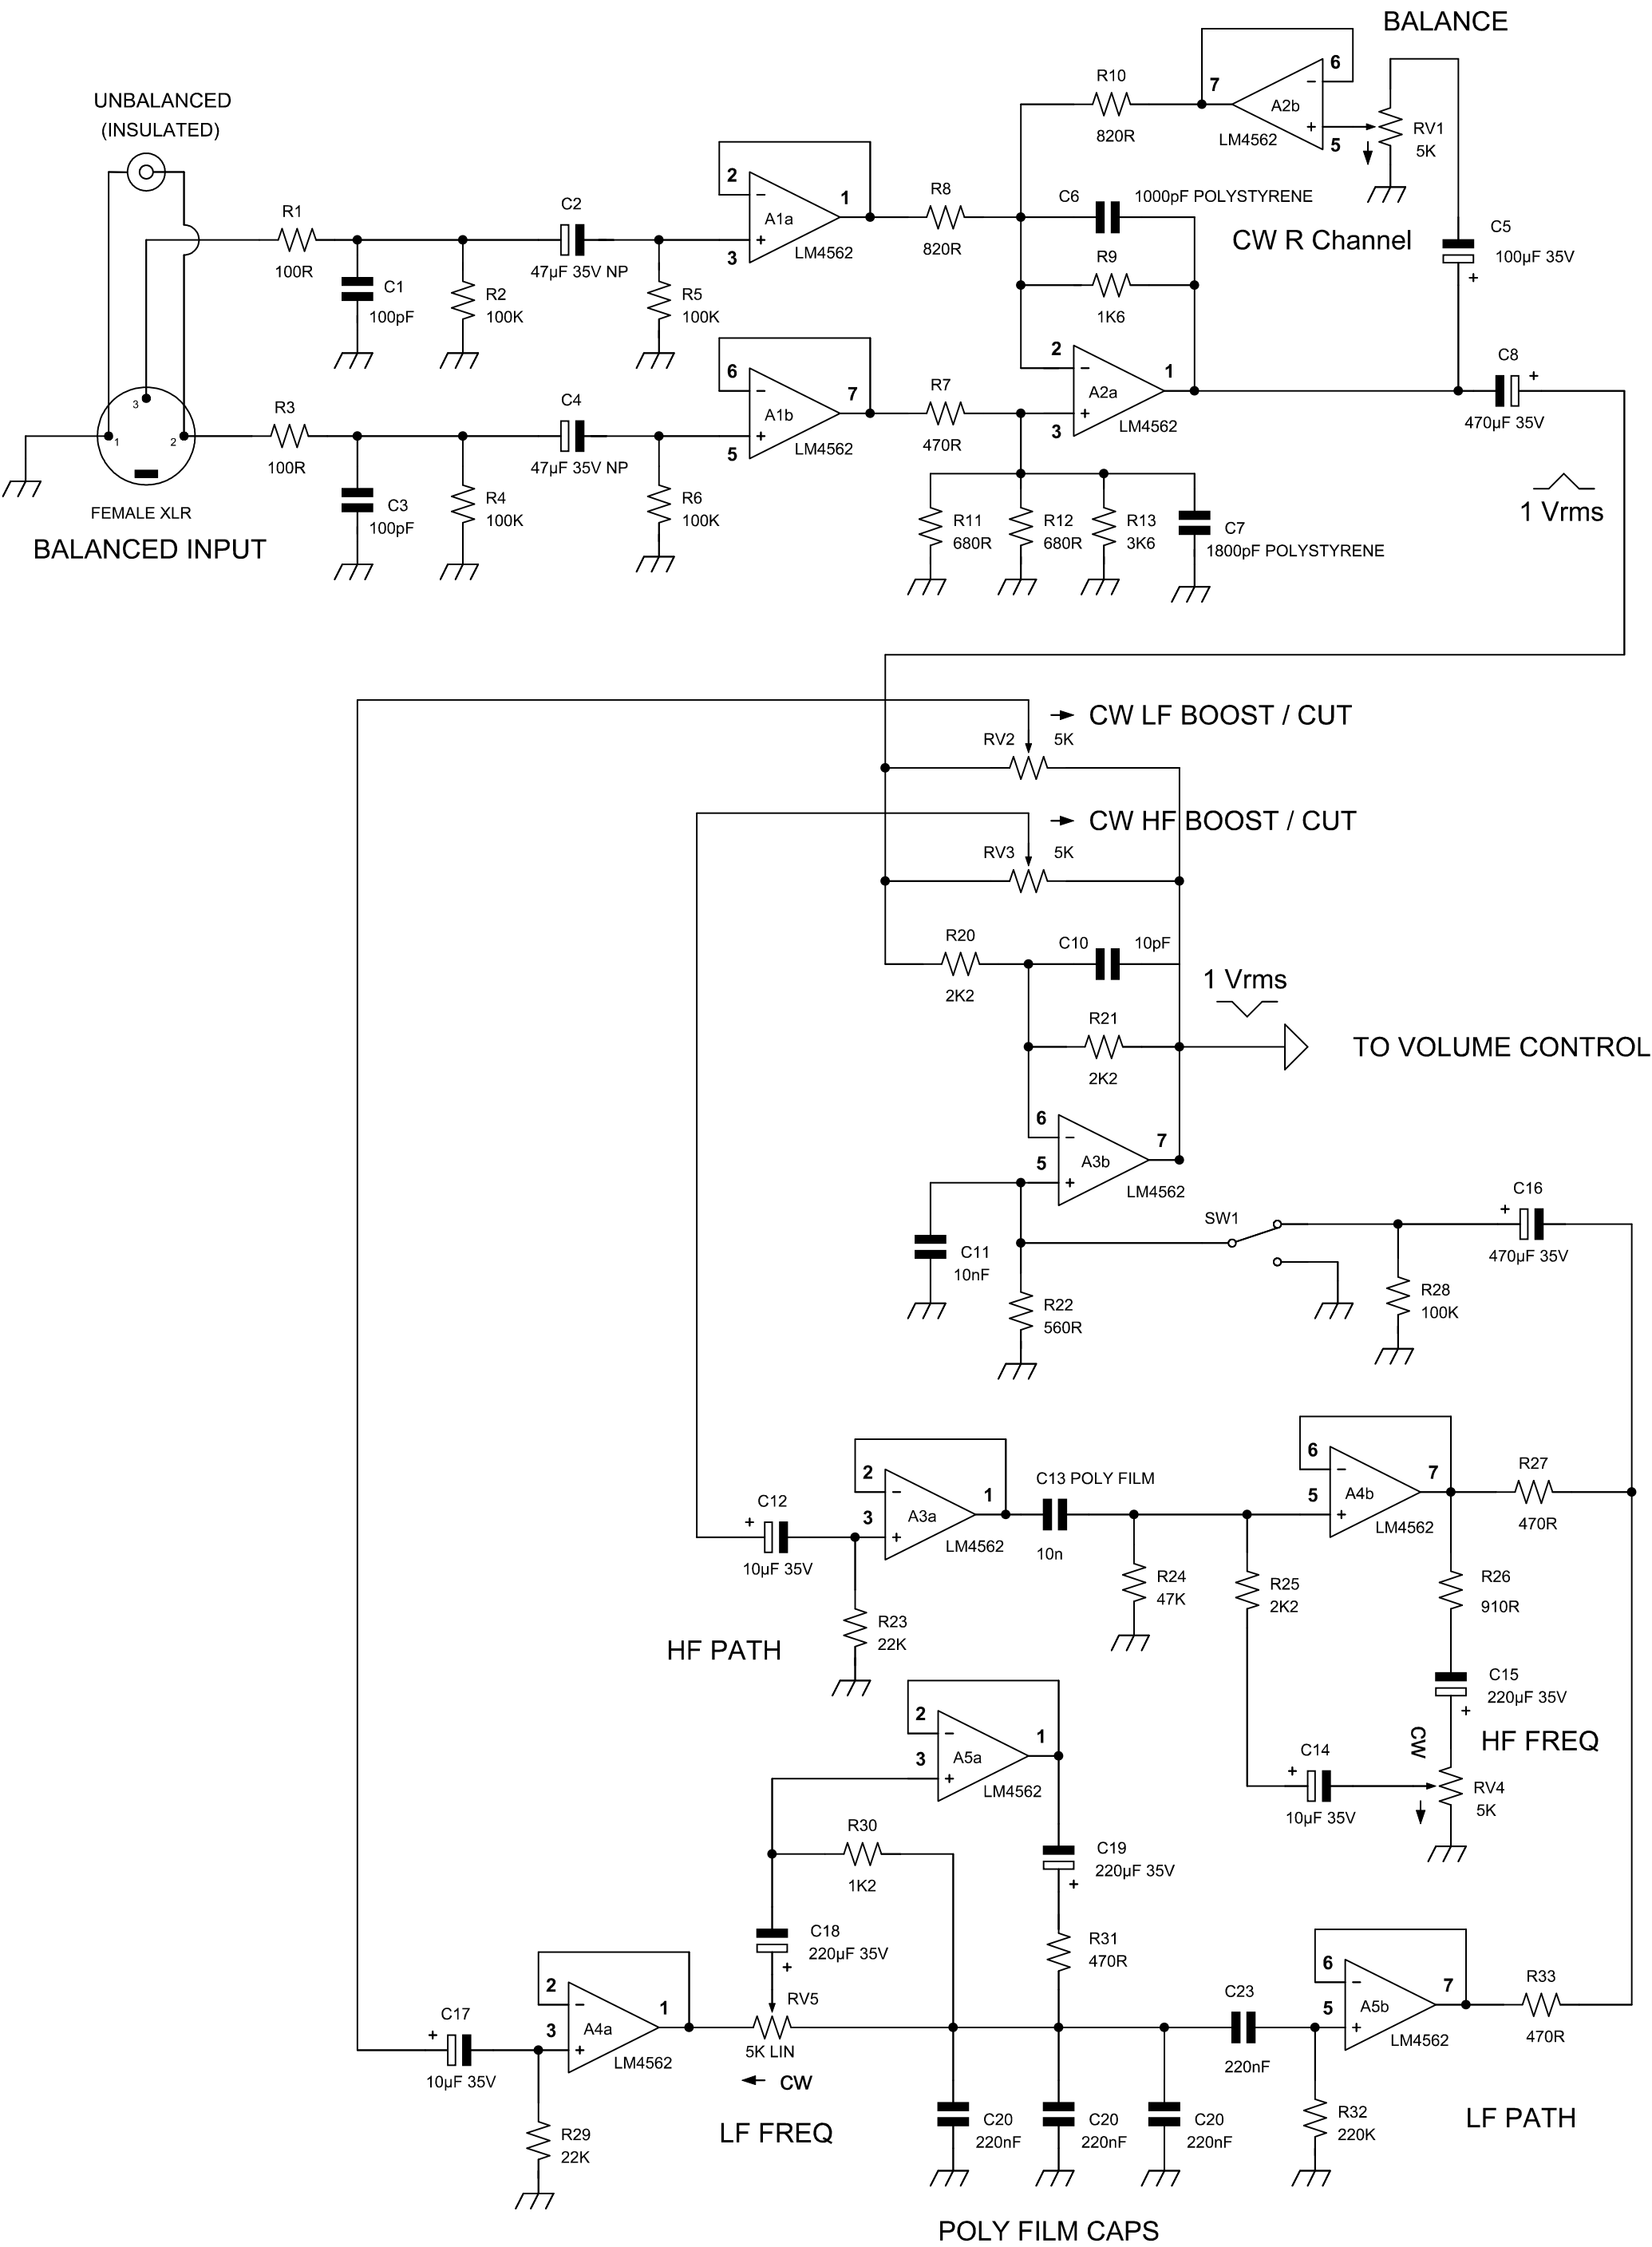 BALANCE
UNBALANCED
(INSULATED)
R10
820R
7
6
A2b
LM4562
5
RV1
5K
C6
1000pF POLYSTYRENE
CW R Channel
C5
100µF 35V
+
R1
100R
C1
100pF
R2
100K
C2
47µF 35V NP
R5
100K
2
3
A1a
1
LM4562
R8
820R
R9
1K6
3
1
2
R3
100R
C3
100pF
R4
100K
C4
47µF 35V NP
R6
100K
6
5
A1b
7
LM4562
R7
470R
2
3
A2a
1
LM4562
C8
+
470µF 35V
FEMALE XLR
BALANCED INPUT
R11
680R
R12
680R
R13
3K6
C7
1800pF POLYSTYRENE
1 Vrms
CW LF BOOST / CUT
RV2
5K
CW HF BOOST / CUT
RV3
5K
R20
2K2
C10
10pF
1 Vrms
R21
2K2
TO VOLUME CONTROL
6
5
A3b
7
LM4562
C11
10nF
R22
560R
SW1
C16
+
470µF 35V
R28
100K
C12
+
10µF 35V
R23
22K
2
3
A3a
1
LM4562
C13 POLY FILM
10n
R24
47K
R25
2K2
6
5
A4b
7
LM4562
R27
470R
R26
910R
C15
220µF 35V
+
HF PATH
CW
HF FREQ
C14
+
10µF 35V
RV4
5K
2
3
A5a
1
LM4562
R30
1K2
C19
220µF 35V
+
C18
220µF 35V
+
R31
470R
C17
+
10µF 35V
2
3
A4a
1
LM4562
RV5
5K LIN
CW
LF FREQ
R29
22K
C20
220nF
C20
220nF
C20
220nF
C23
220nF
6
5
A5b
7
LM4562
R33
470R
R32
220K
LF PATH
POLY FILM CAPS